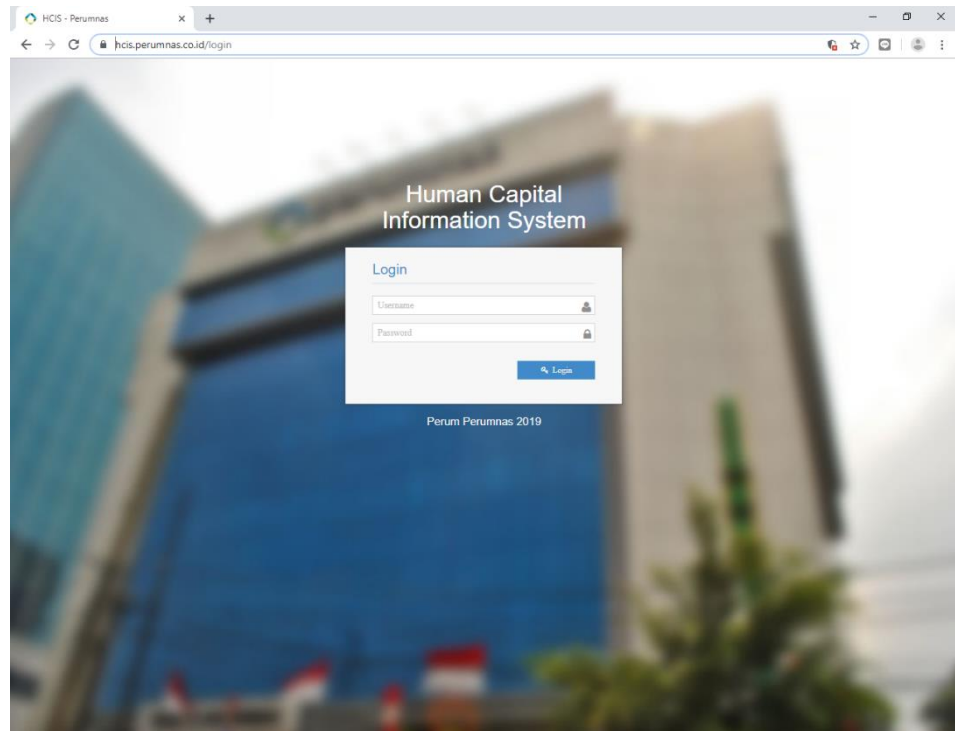 HCIS - Perumnas
hcis.perumnas.co.id/login
Human Capital
Information System
Login
Username
Password
Login
Perum Perumnas 2019